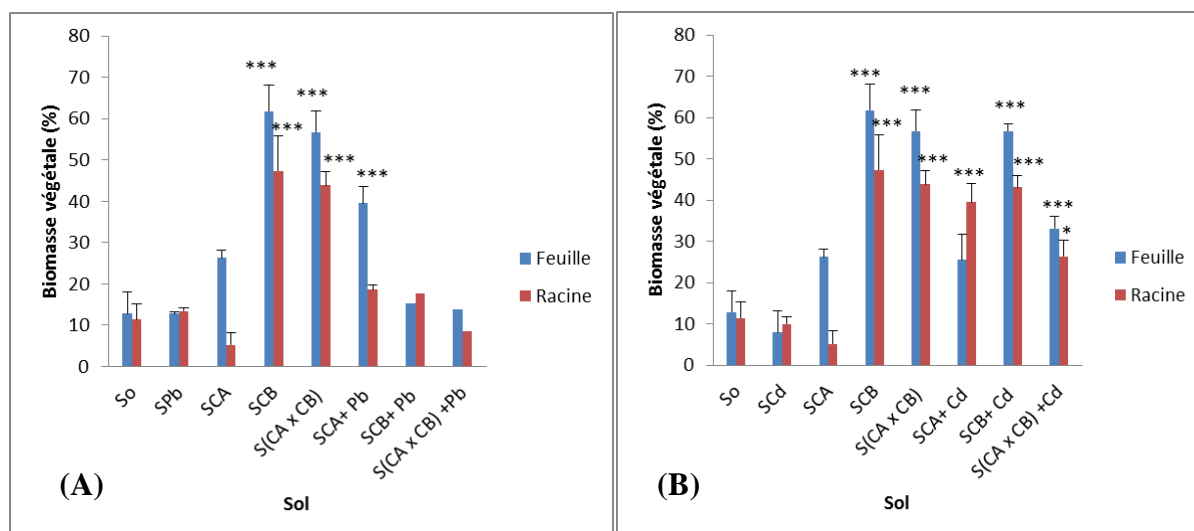 80
70
60
50
40
30
20
10
0
Biomasse végétale (%)
***
***
***
***
***
So
SPb
SCA
SCB
S(CA x CB)
SCA+ Pb
SCB+ Pb
S(CA x CB) +Pb
Sol
Feuille
Racine
(A)
80
70
60
50
40
30
20
10
0
Biomasse végétale (%)
***
***
***
***
***
***
***
***
*
So
SCd
SCA
SCB
S(CA x CB)
SCA+ Cd
SCB+ Cd
S(CA x CB) +Cd
Sol
Feuille
Racine
(B)